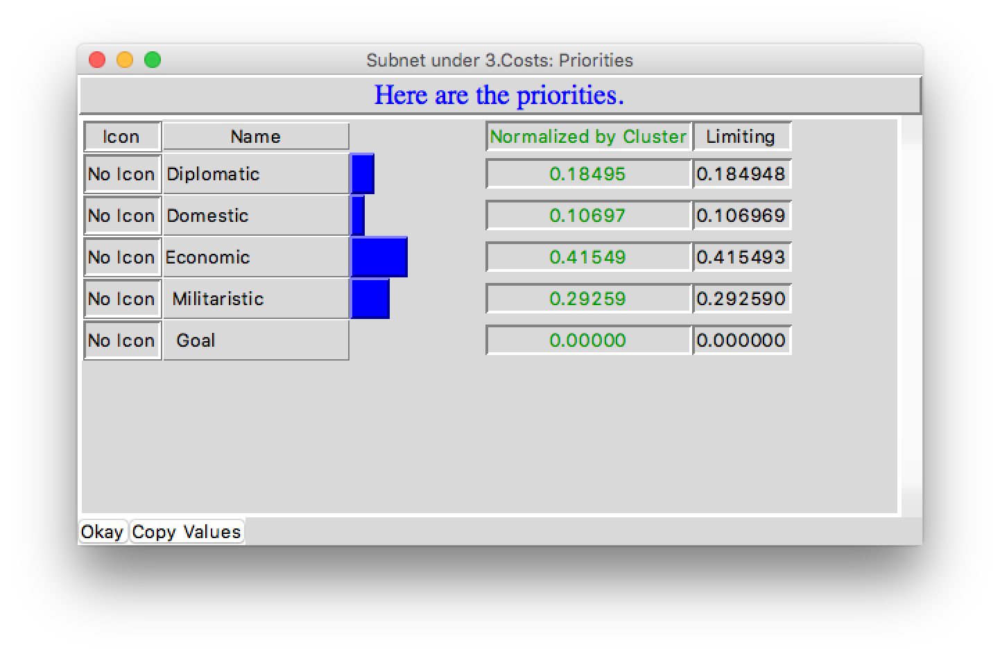 Subnet under 3.Costs: Priorities
Here are the priorities.
Icon Name Normalized by Cluster Limiting
No Icon Diplomatic 0.18495 0.184948
No Icon Domestic 0.10697 0.106969
No Icon Economic 0.41549 0.415493
No Icon Militaristic 0.29259 0.292590
No Icon Goal 0.00000 0.000000
Okay Copy Values